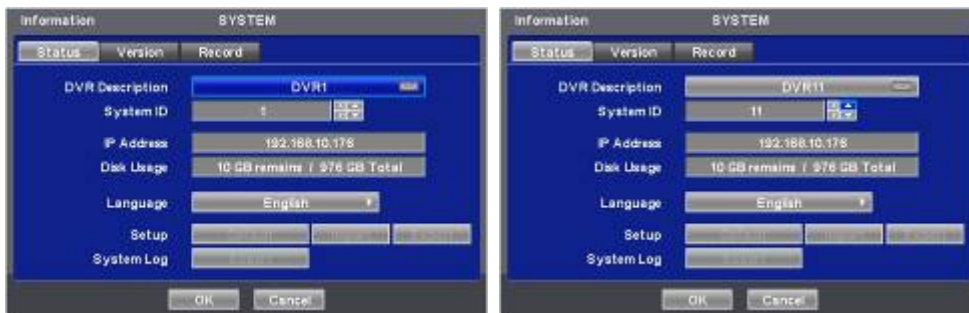 Information SYSTEM
Status Version Record
DVR Description DVR1
System ID 1
IP Address 192.168.10.176
Disk Usage 10 GB remains / 976 GB Total
Language English
Setup
System Log
OK Cancel
Information SYSTEM
Status Version Record
DVR Description DVR11
System ID 11
IP Address 192.168.10.176
Disk Usage 10 GB remains / 976 GB Total
Language English
Setup
System Log
OK Cancel